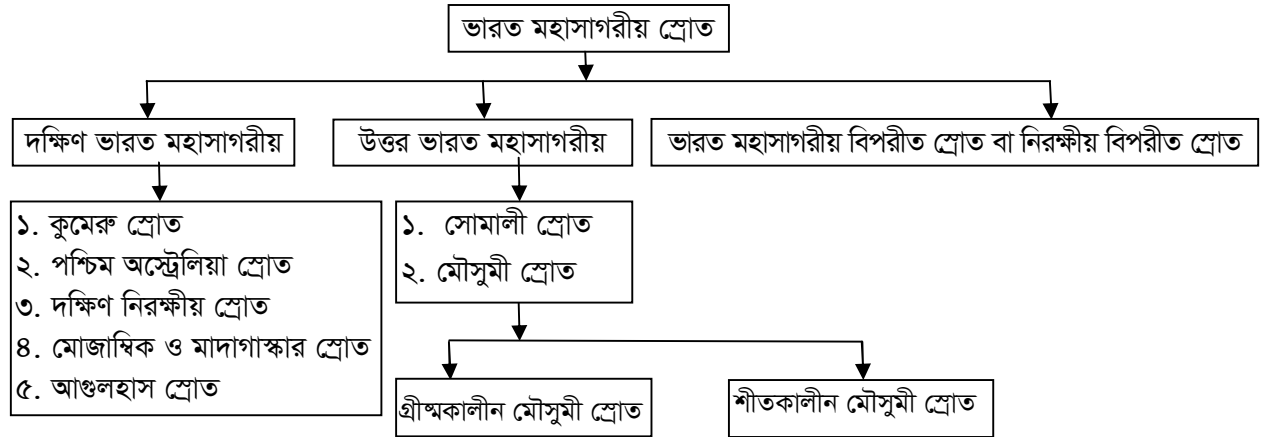 ভারত মহাসাগরীয় স্রোত
দক্ষিণ ভারত মহাসাগরীয়
উত্তর ভারত মহাসাগরীয়
ভারত মহাসাগরীয় বিপরীত স্রোত বা নিরক্ষীয় বিপরীত স্রোত
১. কুমেরু স্রোত
২. পশ্চিম অস্ট্রেলিয়া স্রোত
৩. দক্ষিণ নিরক্ষীয় স্রোত
৪. মোজাম্বিক ও মাদাগাস্কার স্রোত
৫. আগুলহাস স্রোত
১. সোমালী স্রোত
২. মৌসুমী স্রোত
গ্রীষ্মকালীন মৌসুমী স্রোত
শীতকালীন মৌসুমী স্রোত